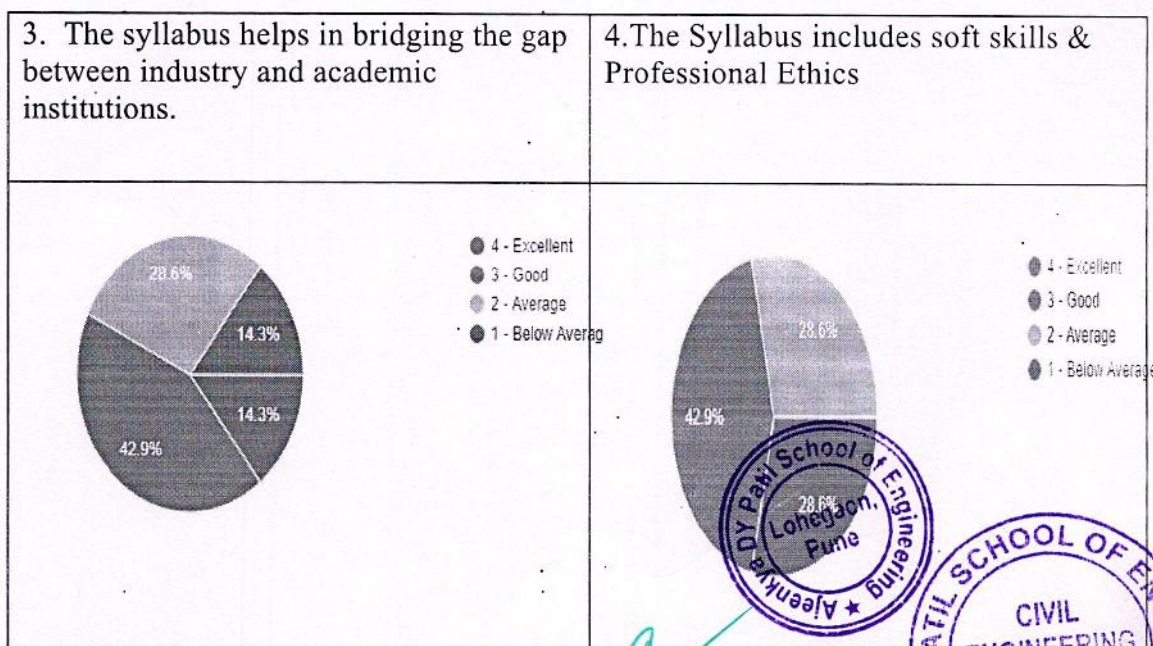 3. The syllabus helps in bridging the gap
between industry and academic
institutions.
4.The Syllabus includes soft skills &
Professional Ethics
28.6%
14.3%
14.3%
42.9%
4 - Excellent
3 - Good
2 - Average
1 - Below Averag
28.6%
42.9%
28.6%
4 - Excellent
3 - Good
2 - Average
1 - Below Average
Ajeenkya DY Patil School of Engineering ★
Lohegaon,
Pune
ATIL SCHOOL OF EN
CIVIL
ENGINEERING